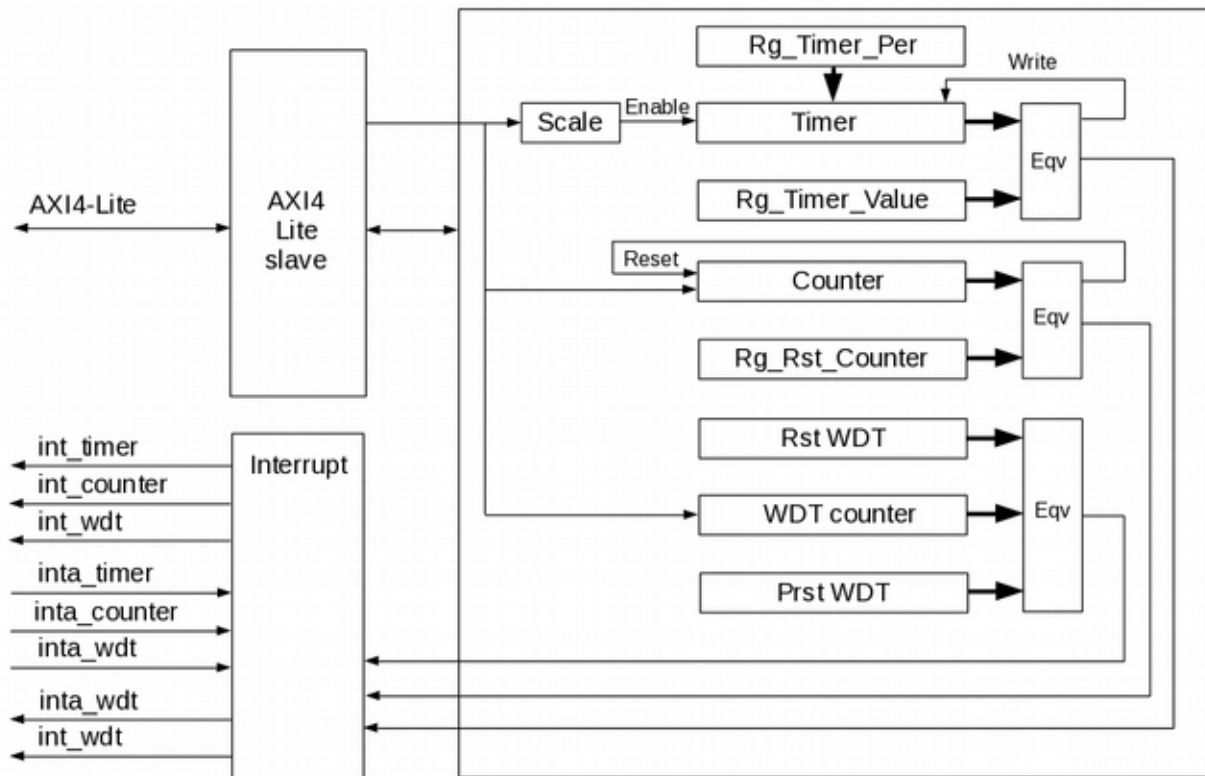 Rg_Timer_Per
Write
Scale
Enable
Timer
Eqv
Rg_Timer_Value
AXI4-Lite
AXI4
Lite
slave
Reset
Counter
Eqv
Rg_Rst_Counter
Rst WDT
WDT counter
Eqv
Prst WDT
Interrupt
int_timer
int_counter
int_wdt
inta_timer
inta_counter
inta_wdt
inta_wdt
int_wdt